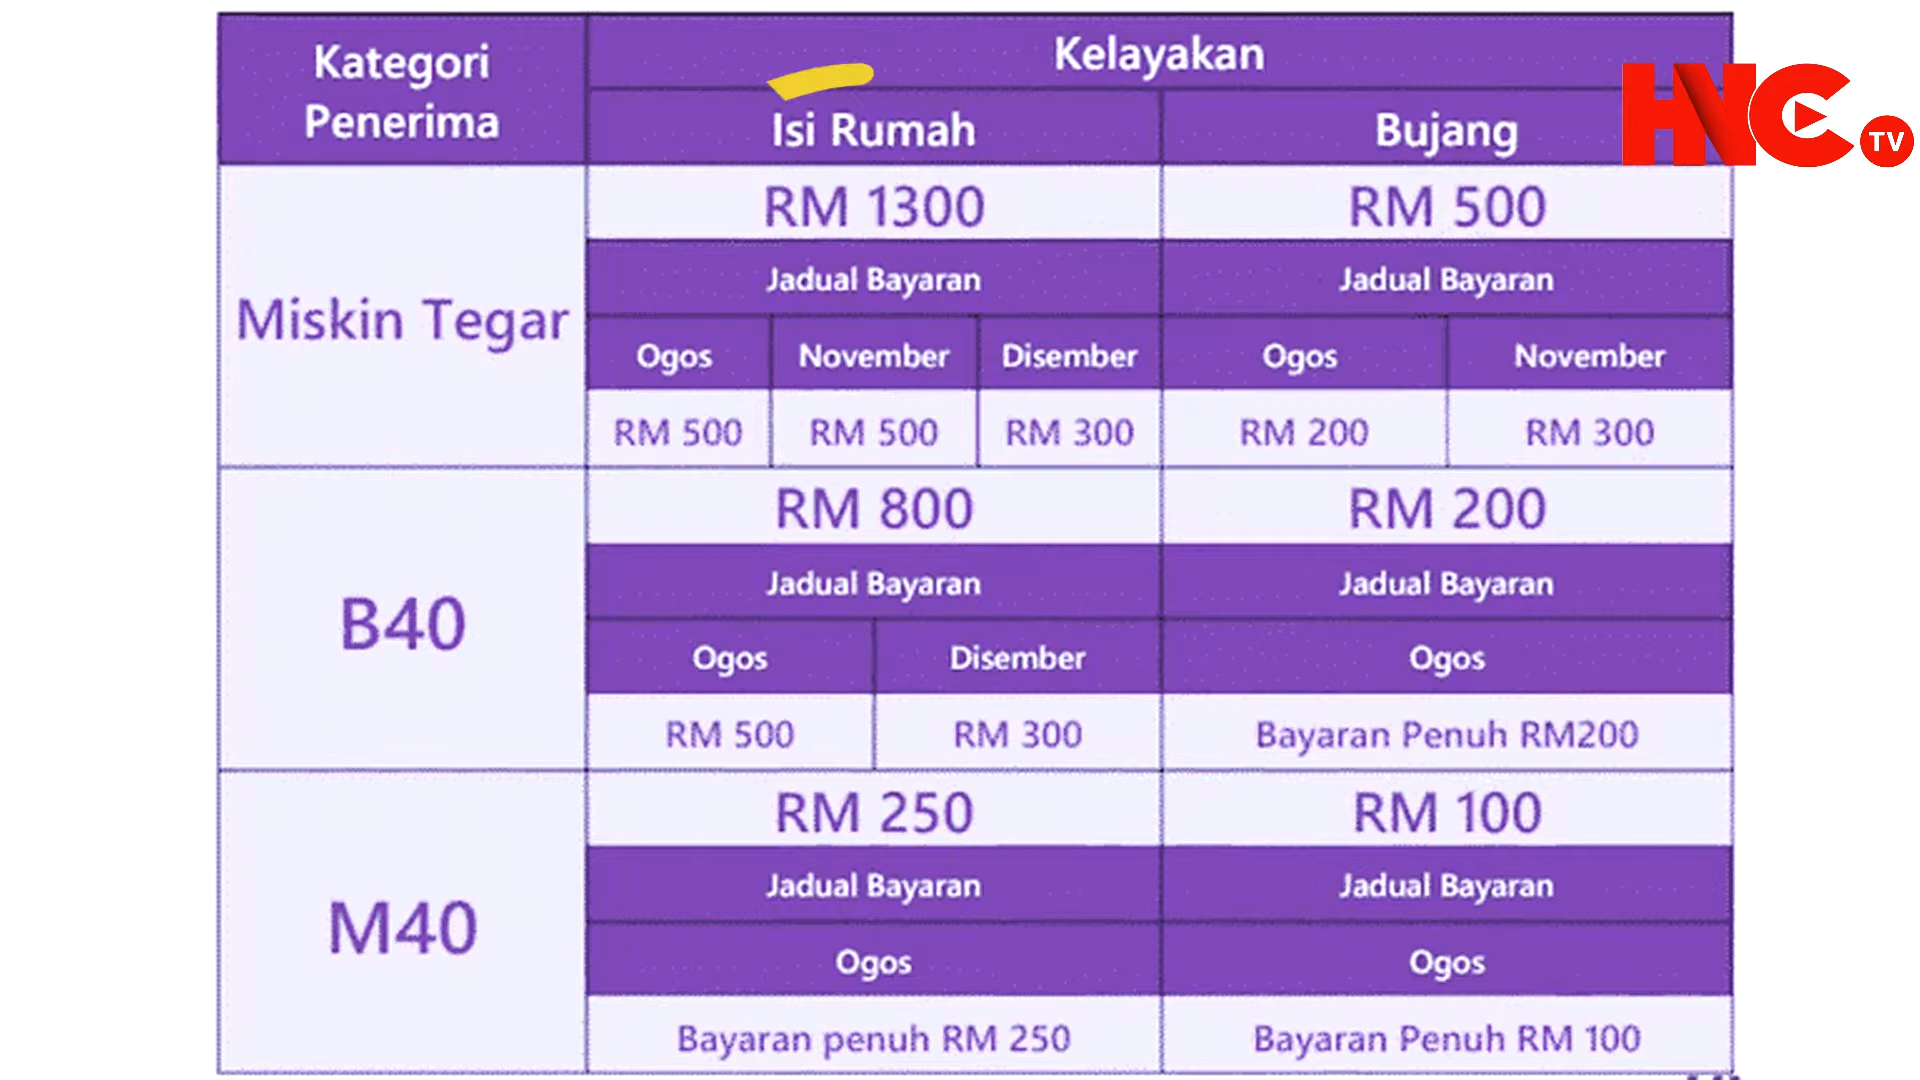 Kategori
Penerima
Kelayakan
Isi Rumah
Bujang
HNC TV
Miskin Tegar
RM 1300
RM 500
Jadual Bayaran
Jadual Bayaran
Ogos
November
Disember
Ogos
November
RM 500
RM 500
RM 300
RM 200
RM 300
B40
RM 800
RM 200
Jadual Bayaran
Jadual Bayaran
Ogos
Disember
Ogos
RM 500
RM 300
Bayaran Penuh RM200
M40
RM 250
RM 100
Jadual Bayaran
Jadual Bayaran
Ogos
Ogos
Bayaran penuh RM 250
Bayaran Penuh RM 100